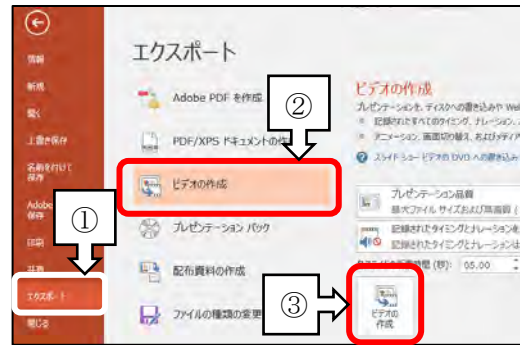 情報
新規
開く
上書き保存
名前を付けて
保存
Adobe
保存
印刷
共有
エクスポート
閉じる
①
エクスポート
Adobe PDF を作成
②
PDF/XPS ドキュメントの作
ビデオの作成
プレゼンテーション パック
配布資料の作成
ファイルの種類の変更
③
ビデオの作成
プレゼンテーションを、ディスクへの書き込みや We
記録されたすべてのタイミング、ナレーション、
アニメーション、画面切り替え、およびメディア
スライド ショー ビデオの DVD への書き込み
プレゼンテーション品質
最大ファイル サイズおよび高画質 (
記録されたタイミングとナレーションを
記録されたタイミングとナレーションは
(秒): 05.00
ビデオの
作成